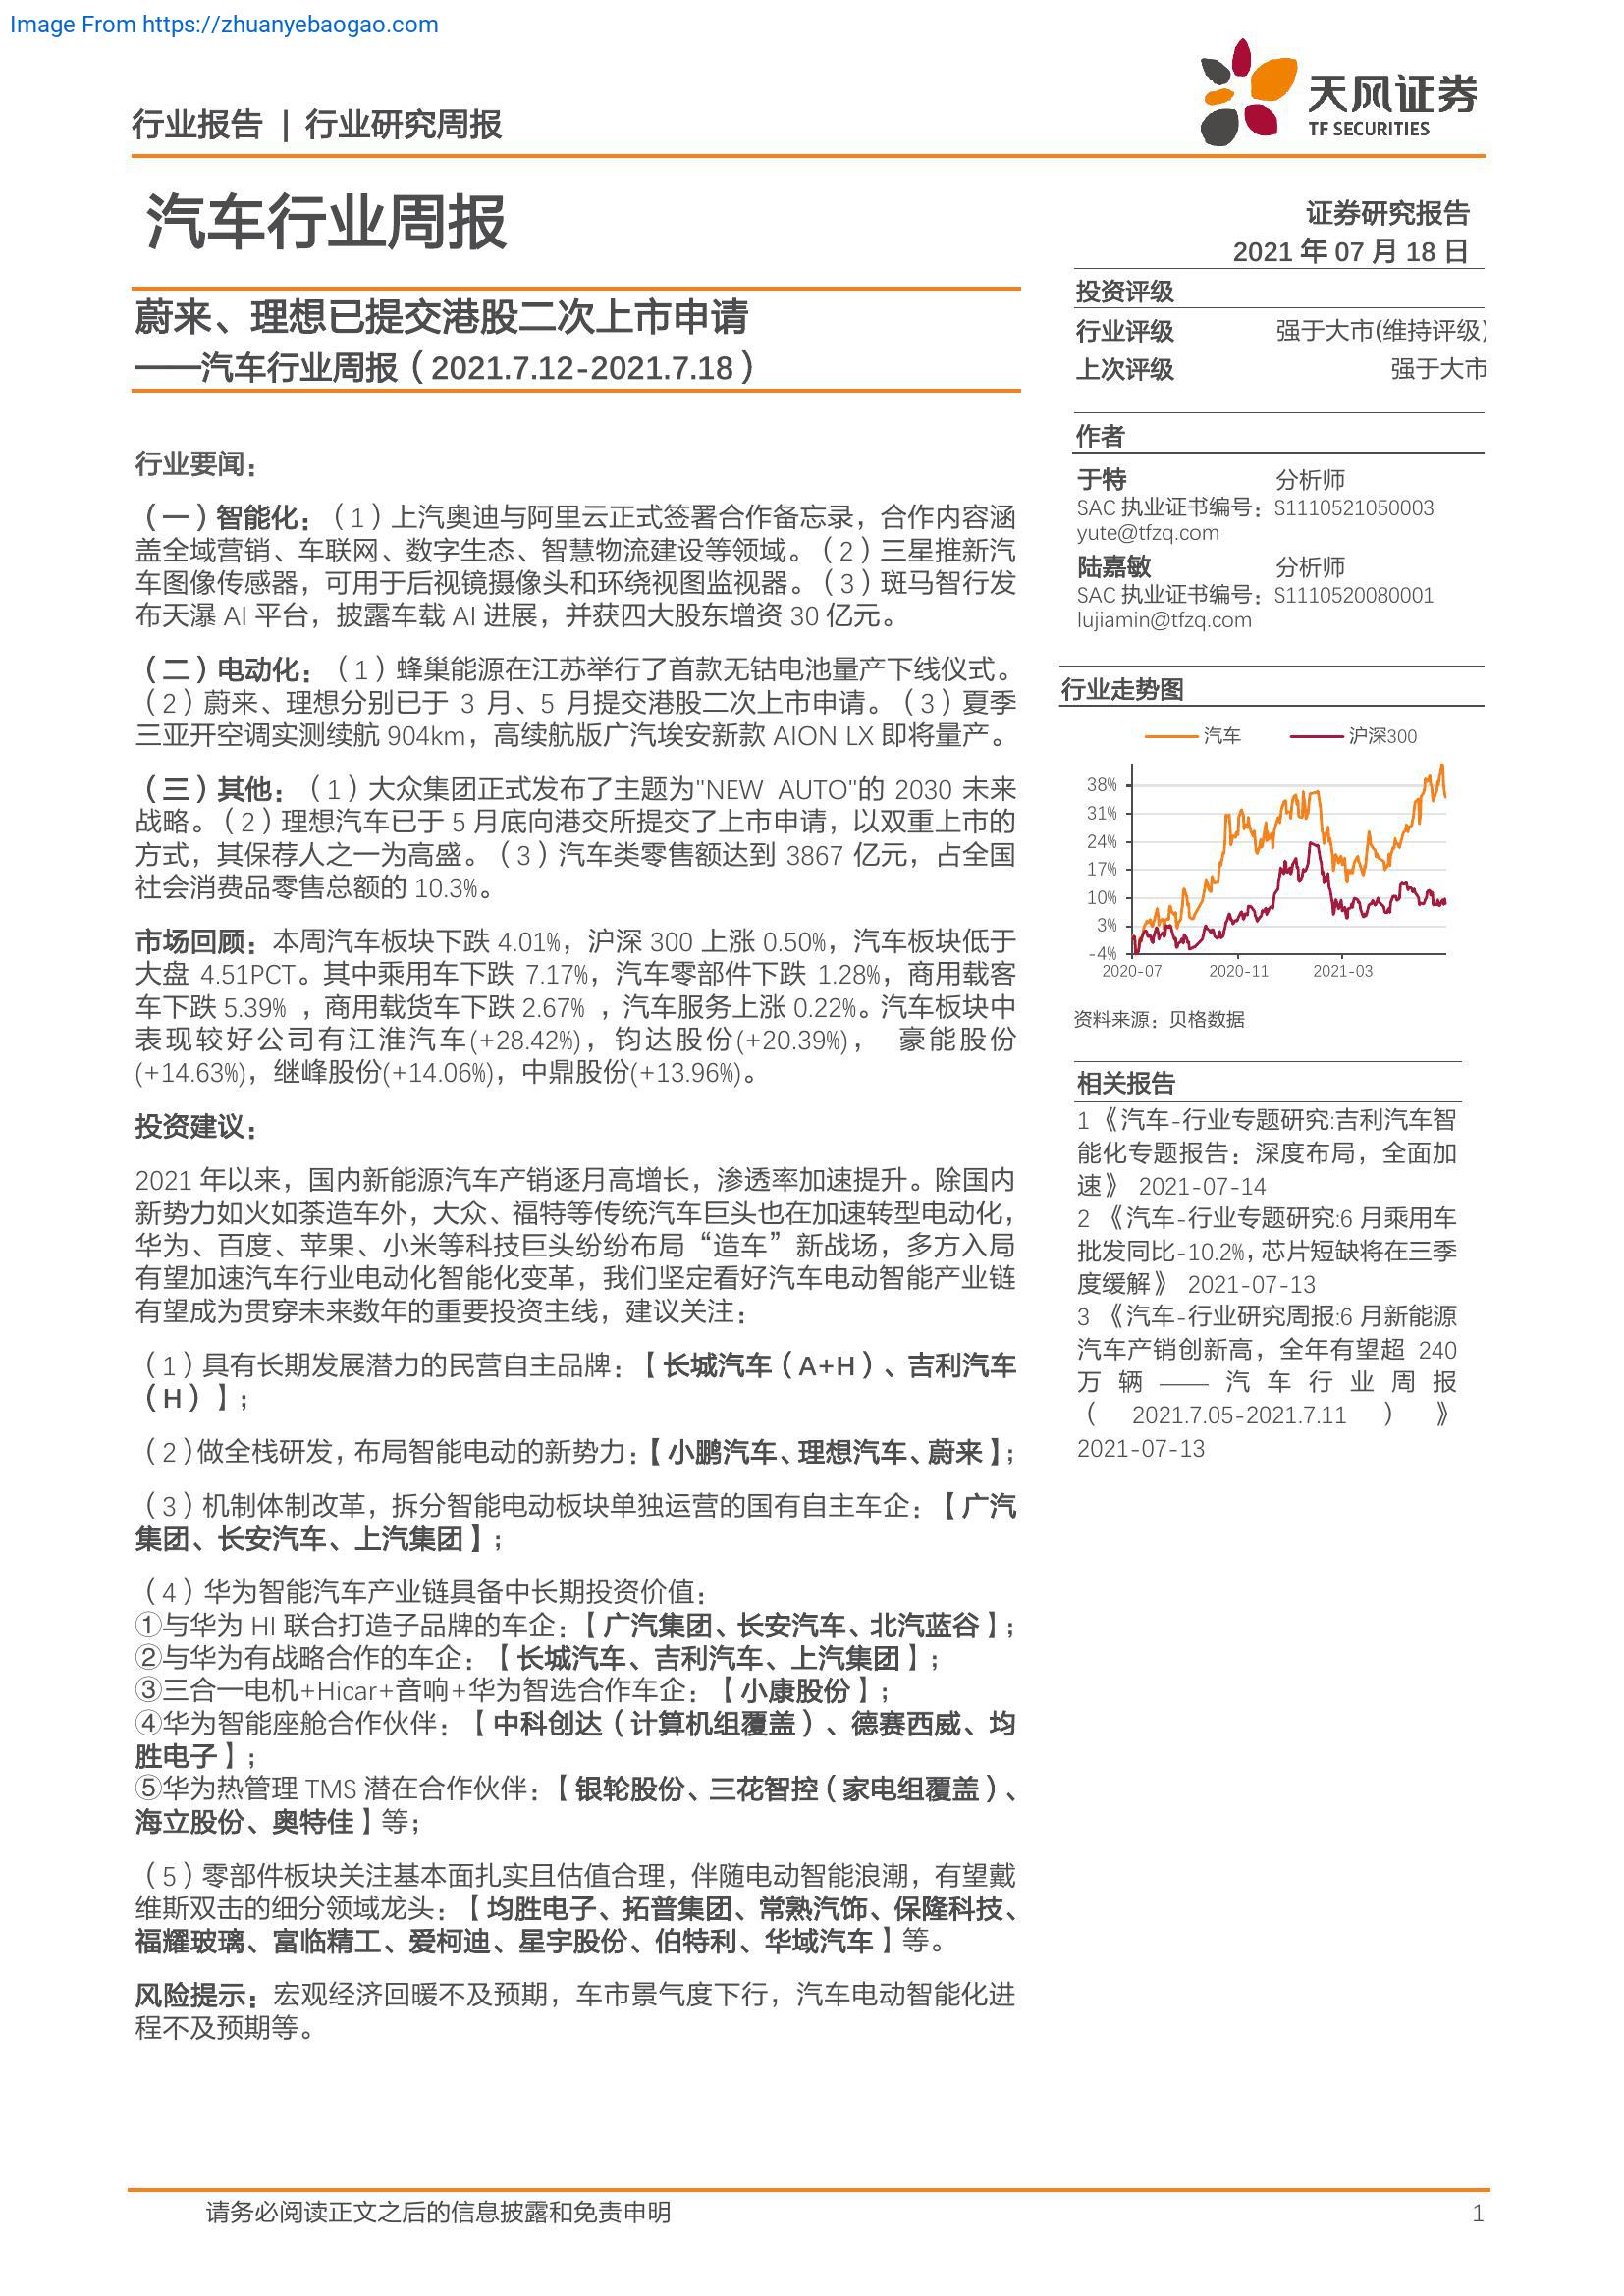 Image From https://zhuanyebaogao.com
行业报告 | 行业研究周报
天风证券
TF SECURITIES
汽车行业周报
证券研究报告
2021 年 07 月 18 日
蔚来、理想已提交港股二次上市申请
——汽车行业周报（2021.7.12-2021.7.18）
行业要闻：
（一）智能化：（1）上汽奥迪与阿里云正式签署合作备忘录，合作内容涵
盖全域营销、车联网、数字生态、智慧物流建设等领域。（2）三星推新汽
车图像传感器，可用于后视镜摄像头和环绕视图监视器。（3）斑马智行发
布天瀑 AI 平台，披露车载 AI 进展，并获四大股东增资 30 亿元。
（二）电动化：（1）蜂巢能源在江苏举行了首款无钴电池量产下线仪式。
（2）蔚来、理想分别已于 3 月、5 月提交港股二次上市申请。（3）夏季
三亚开空调实测续航 904km，高续航版广汽埃安新款 AION LX 即将量产。
（三）其他：（1）大众集团正式发布了主题为"NEW AUTO"的 2030 未来
战略。（2）理想汽车已于 5 月底向港交所提交了上市申请，以双重上市的
方式，其保荐人之一为高盛。（3）汽车类零售额达到 3867 亿元，占全国
社会消费品零售总额的 10.3%。
市场回顾：本周汽车板块下跌 4.01%，沪深 300 上涨 0.50%，汽车板块低于
大盘 4.51PCT。其中乘用车下跌 7.17%，汽车零部件下跌 1.28%，商用载客
车下跌 5.39% ，商用载货车下跌 2.67% ，汽车服务上涨 0.22%。汽车板块中
表现较好公司有江淮汽车(+28.42%)，钧达股份(+20.39%)， 豪能股份
(+14.63%)，继峰股份(+14.06%)，中鼎股份(+13.96%)。
投资建议：
2021 年以来，国内新能源汽车产销逐月高增长，渗透率加速提升。除国内
新势力如火如荼造车外，大众、福特等传统汽车巨头也在加速转型电动化，
华为、百度、苹果、小米等科技巨头纷纷布局“造车”新战场，多方入局
有望加速汽车行业电动化智能化变革，我们坚定看好汽车电动智能产业链
有望成为贯穿未来数年的重要投资主线，建议关注：
（1）具有长期发展潜力的民营自主品牌：【长城汽车（A+H）、吉利汽车
（H）】；
（2）做全栈研发，布局智能电动的新势力：【小鹏汽车、理想汽车、蔚来】；
（3）机制体制改革，拆分智能电动板块单独运营的国有自主车企：【广汽
集团、长安汽车、上汽集团】；
（4）华为智能汽车产业链具备中长期投资价值：
①与华为 HI 联合打造子品牌的车企：【广汽集团、长安汽车、北汽蓝谷】；
②与华为有战略合作的车企：【长城汽车、吉利汽车、上汽集团】；
③三合一电机+Hicar+音响+华为智选合作车企：【小康股份】；
④华为智能座舱合作伙伴：【中科创达（计算机组覆盖）、德赛西威、均
胜电子】；
⑤华为热管理 TMS 潜在合作伙伴：【银轮股份、三花智控（家电组覆盖）、
海立股份、奥特佳】等；
（5）零部件板块关注基本面扎实且估值合理，伴随电动智能浪潮，有望戴
维斯双击的细分领域龙头：【均胜电子、拓普集团、常熟汽饰、保隆科技、
福耀玻璃、富临精工、爱柯迪、星宇股份、伯特利、华域汽车】等。
风险提示：宏观经济回暖不及预期，车市景气度下行，汽车电动智能化进
程不及预期等。
投资评级
行业评级 强于大市(维持评级)
上次评级 强于大市
作者
于特 分析师
SAC 执业证书编号：S1110521050003
yute@tfzq.com
陆嘉敏 分析师
SAC 执业证书编号：S1110520080001
lujiamin@tfzq.com
行业走势图
汽车 沪深300
38%
31%
24%
17%
10%
3%
-4%
2020-07 2020-11 2021-03
资料来源：贝格数据
相关报告
1 《汽车-行业专题研究:吉利汽车智
能化专题报告：深度布局，全面加
速》 2021-07-14
2 《汽车-行业专题研究:6 月乘用车
批发同比-10.2%，芯片短缺将在三季
度缓解》 2021-07-13
3 《汽车-行业研究周报:6 月新能源
汽车产销创新高，全年有望超 240
万辆——汽车行业周报
（2021.7.05-2021.7.11）》
2021-07-13
请务必阅读正文之后的信息披露和免责申明 1